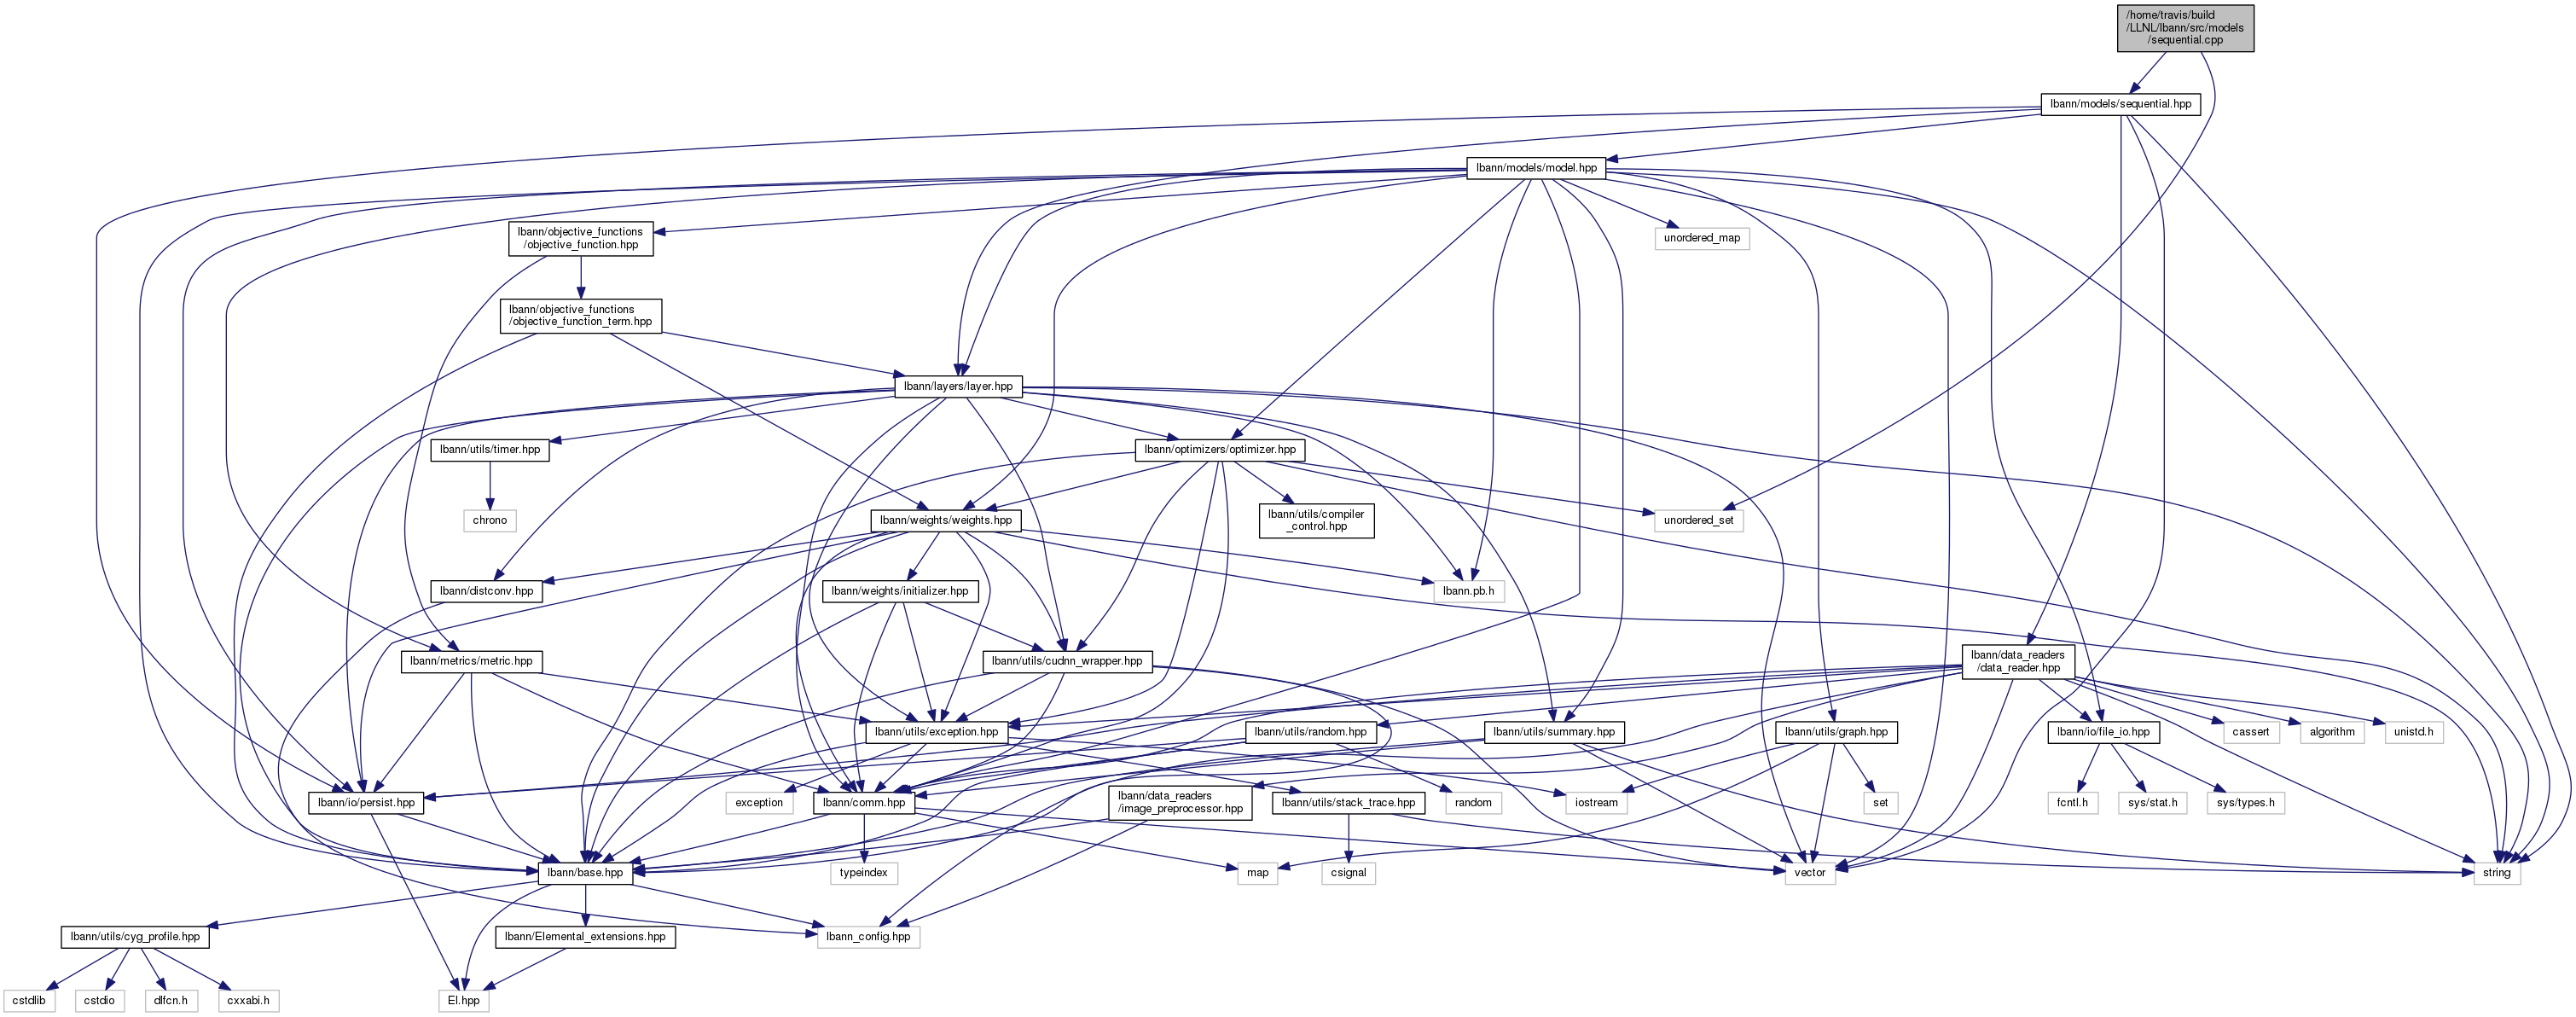 /home/travis/build
/LLNL/lbann/src/models
/sequential.cpp
lbann/models/sequential.hpp
lbann/models/model.hpp
lbann/objective_functions
/objective_function.hpp
unordered_map
lbann/objective_functions
/objective_function_term.hpp
lbann/layers/layer.hpp
lbann/utils/timer.hpp
lbann/optimizers/optimizer.hpp
chrono
lbann/weights/weights.hpp
lbann/utils/compiler
_control.hpp
unordered_set
lbann/distconv.hpp
lbann/weights/initializer.hpp
lbann.pb.h
lbann/metrics/metric.hpp
lbann/utils/cudnn_wrapper.hpp
lbann/data_readers
/data_reader.hpp
lbann/utils/exception.hpp
lbann/utils/random.hpp
lbann/utils/summary.hpp
lbann/utils/graph.hpp
lbann/io/file_io.hpp
cassert
algorithm
unistd.h
lbann/io/persist.hpp
exception
lbann/comm.hpp
lbann/data_readers
/image_preprocessor.hpp
lbann/utils/stack_trace.hpp
random
iostream
set
fcntl.h
sys/stat.h
sys/types.h
lbann/base.hpp
typeindex
map
csignal
vector
string
lbann/utils/cyg_profile.hpp
lbann/Elemental_extensions.hpp
lbann_config.hpp
cstdlib
cstdio
dlfcn.h
cxxabi.h
El.hpp